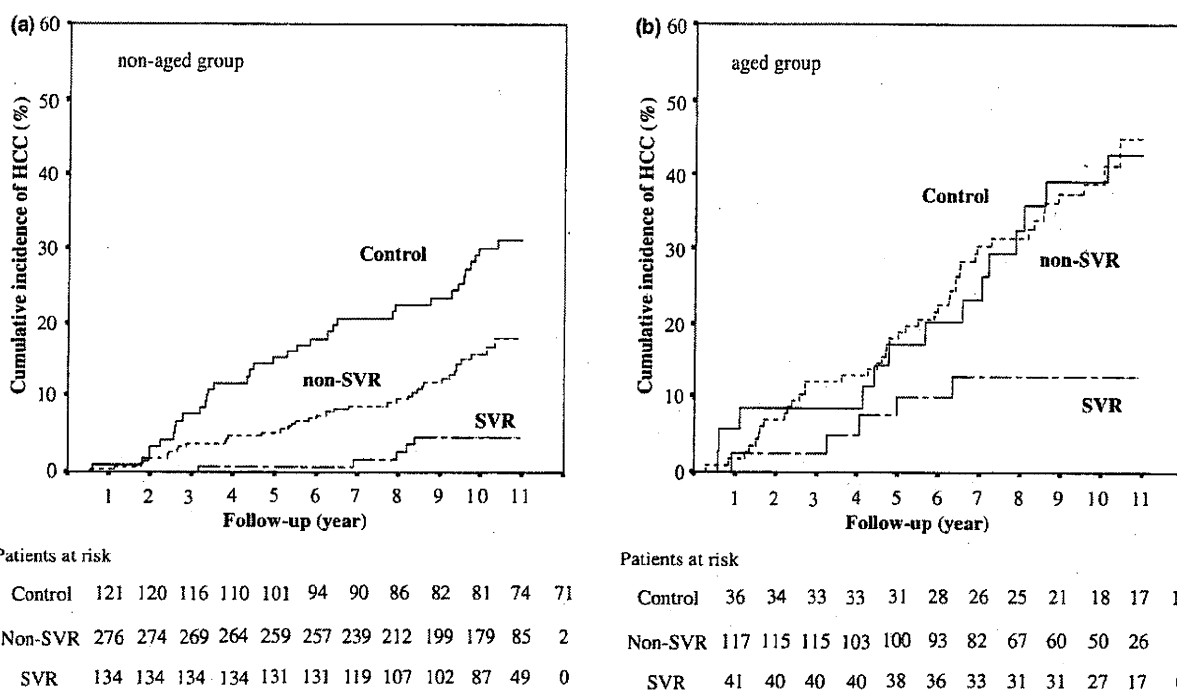 (a)
60
50
40
30
20
10
0
Cumulative incidence of HCC (%)
non-aged group
Control
non-SVR
SVR
1 2 3 4 5 6 7 8 9 10 11
Follow-up (year)
Patients at risk
Control 121 120 116 110 101 94 90 86 82 81 74 71
Non-SVR 276 274 269 264 259 257 239 212 199 179 85 2
SVR 134 134 134 134 131 131 119 107 102 87 49 0
(b)
60
50
40
30
20
10
0
Cumulative incidence of HCC (%)
aged group
Control
non-SVR
SVR
1 2 3 4 5 6 7 8 9 10 11
Follow-up (year)
Patients at risk
Control 36 34 33 33 31 28 26 25 21 18 17
Non-SVR 117 115 115 103 100 93 82 67 60 50 26
SVR 41 40 40 40 38 36 33 31 31 27 17